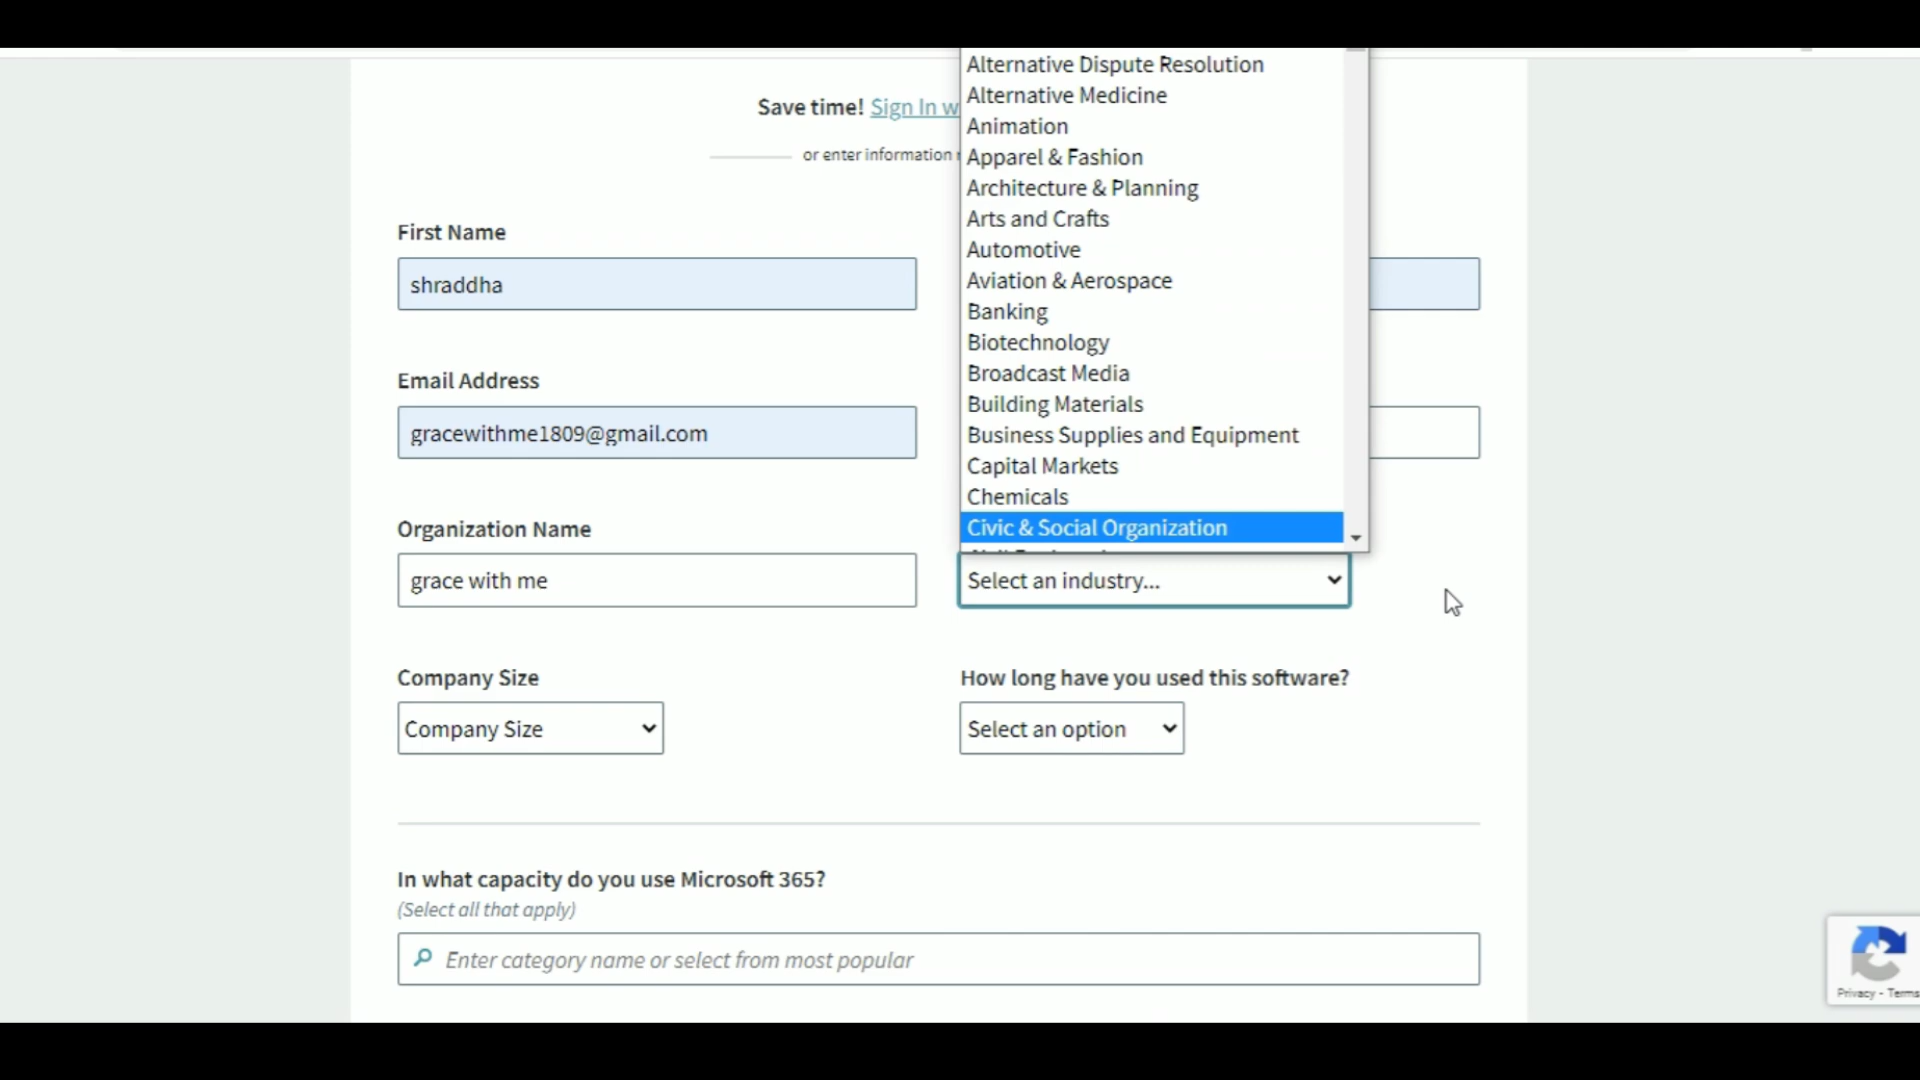 Save time! Sign In w
or enter information
First Name
shraddha
Email Address
gracewithme1809@gmail.com
Organization Name
grace with me
Alternative Dispute Resolution
Alternative Medicine
Animation
Apparel & Fashion
Architecture & Planning
Arts and Crafts
Automotive
Aviation & Aerospace
Banking
Biotechnology
Broadcast Media
Building Materials
Business Supplies and Equipment
Capital Markets
Chemicals
Civic & Social Organization
Select an industry...
Company Size
Company Size
How long have you used this software?
Select an option
In what capacity do you use Microsoft 365?
(Select all that apply)
Enter category name or select from most popular
Privacy - Terms